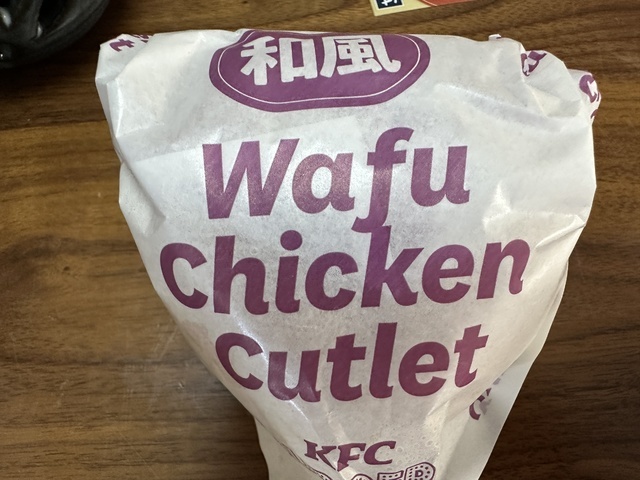 和風
Wafu
Chicken
Cutlet
KFC